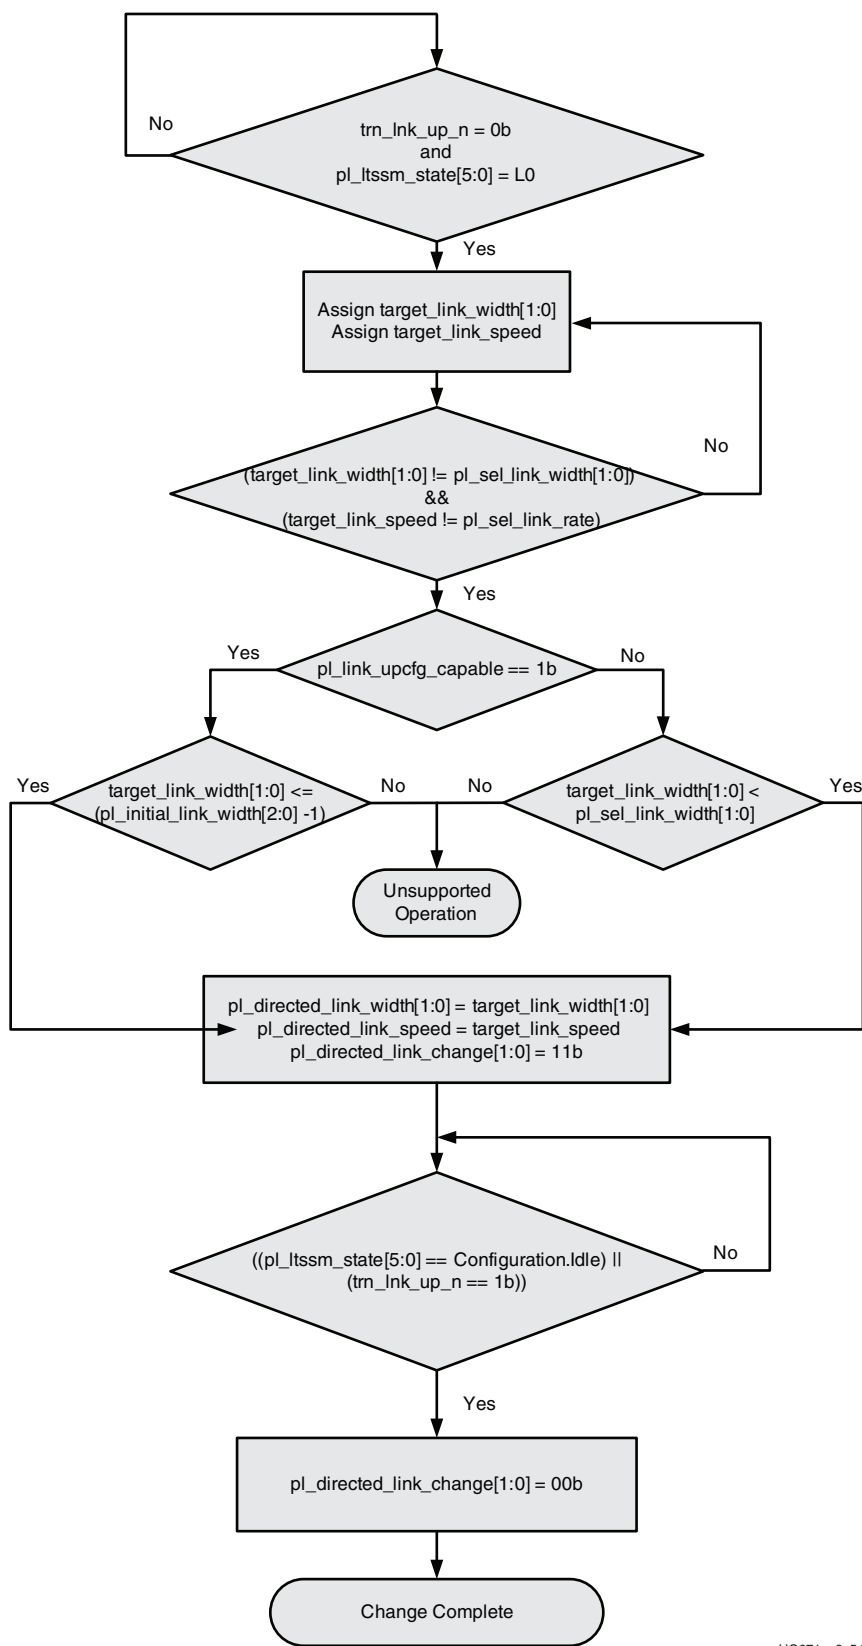 No
trn_lnk_up_n = 0b
and
pl_ltssm_state[5:0] = L0
Yes
Assign target_link_width[1:0]
Assign target_link_speed
No
(target_link_width[1:0] != pl_sel_link_width[1:0])
&&
(target_link_speed != pl_sel_link_rate)
Yes
Yes
pl_link_upcfg_capable == 1b
No
Yes
target_link_width[1:0] <=
(pl_initial_link_width[2:0] -1)
No
No
target_link_width[1:0] <
pl_sel_link_width[1:0]
Yes
Unsupported
Operation
pl_directed_link_width[1:0] = target_link_width[1:0]
pl_directed_link_speed = target_link_speed
pl_directed_link_change[1:0] = 11b
((pl_ltssm_state[5:0] == Configuration.Idle) ||
(trn_lnk_up_n == 1b))
No
Yes
pl_directed_link_change[1:0] = 00b
Change Complete